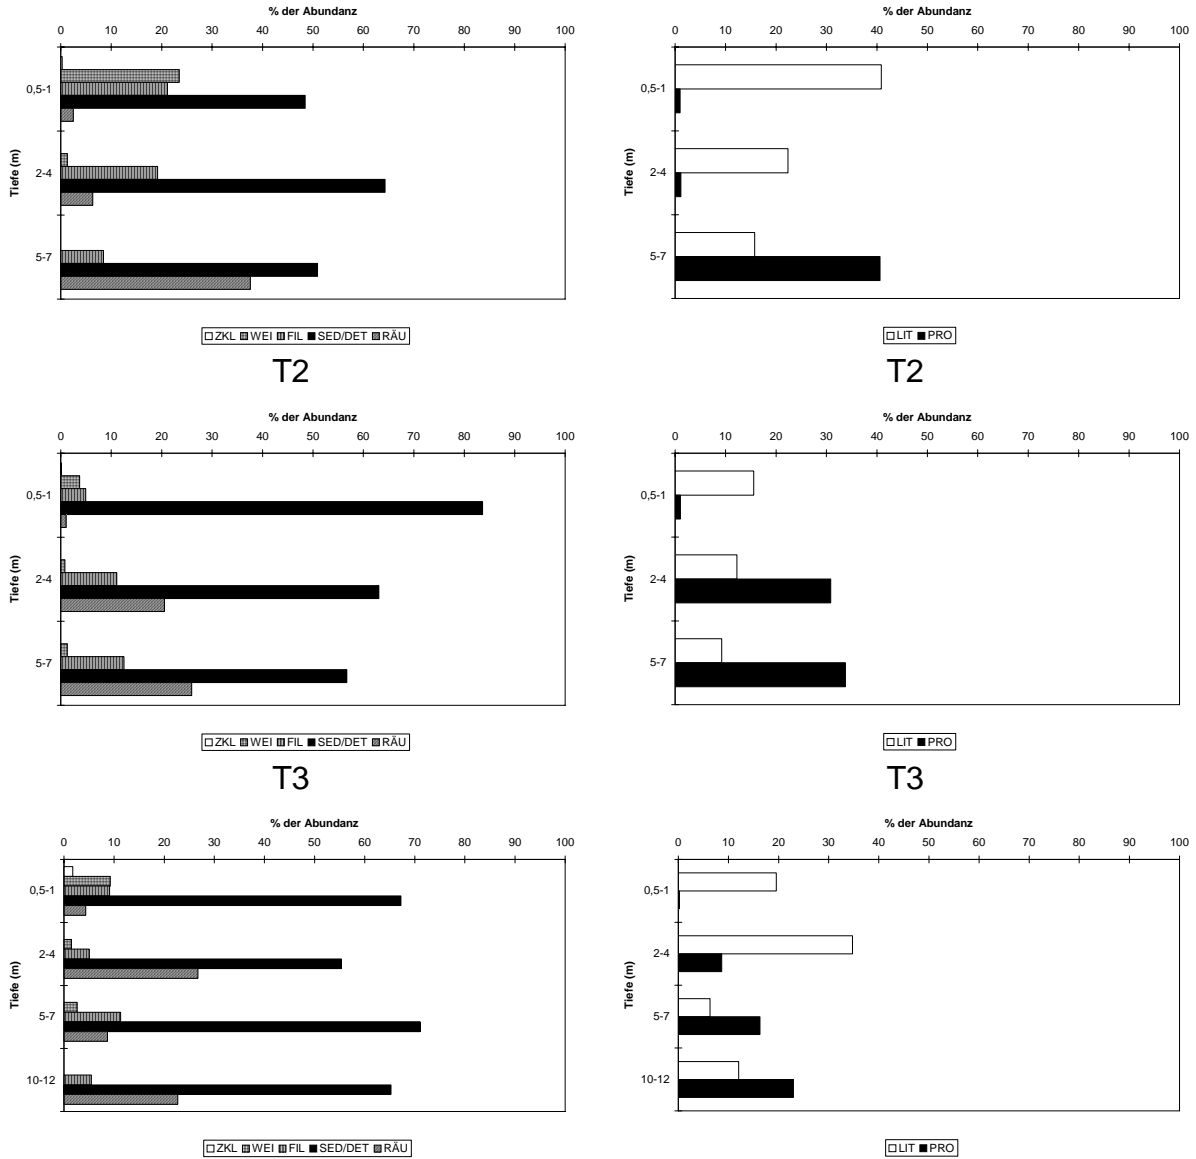 % der Abundanz
0 10 20 30 40 50 60 70 80 90 100
Tiefe (m)
0,5-1
2-4
5-7
ZKL WEI FIL SED/DET RÄU
% der Abundanz
0 10 20 30 40 50 60 70 80 90 100
Tiefe (m)
0,5-1
2-4
5-7
LIT PRO
T2
T2
% der Abundanz
0 10 20 30 40 50 60 70 80 90 100
Tiefe (m)
0,5-1
2-4
5-7
ZKL WEI FIL SED/DET RÄU
% der Abundanz
0 10 20 30 40 50 60 70 80 90 100
Tiefe (m)
0,5-1
2-4
5-7
LIT PRO
T3
T3
% der Abundanz
0 10 20 30 40 50 60 70 80 90 100
Tiefe (m)
0,5-1
2-4
5-7
10-12
ZKL WEI FIL SED/DET RÄU
% der Abundanz
0 10 20 30 40 50 60 70 80 90 100
Tiefe (m)
0,5-1
2-4
5-7
10-12
LIT PRO